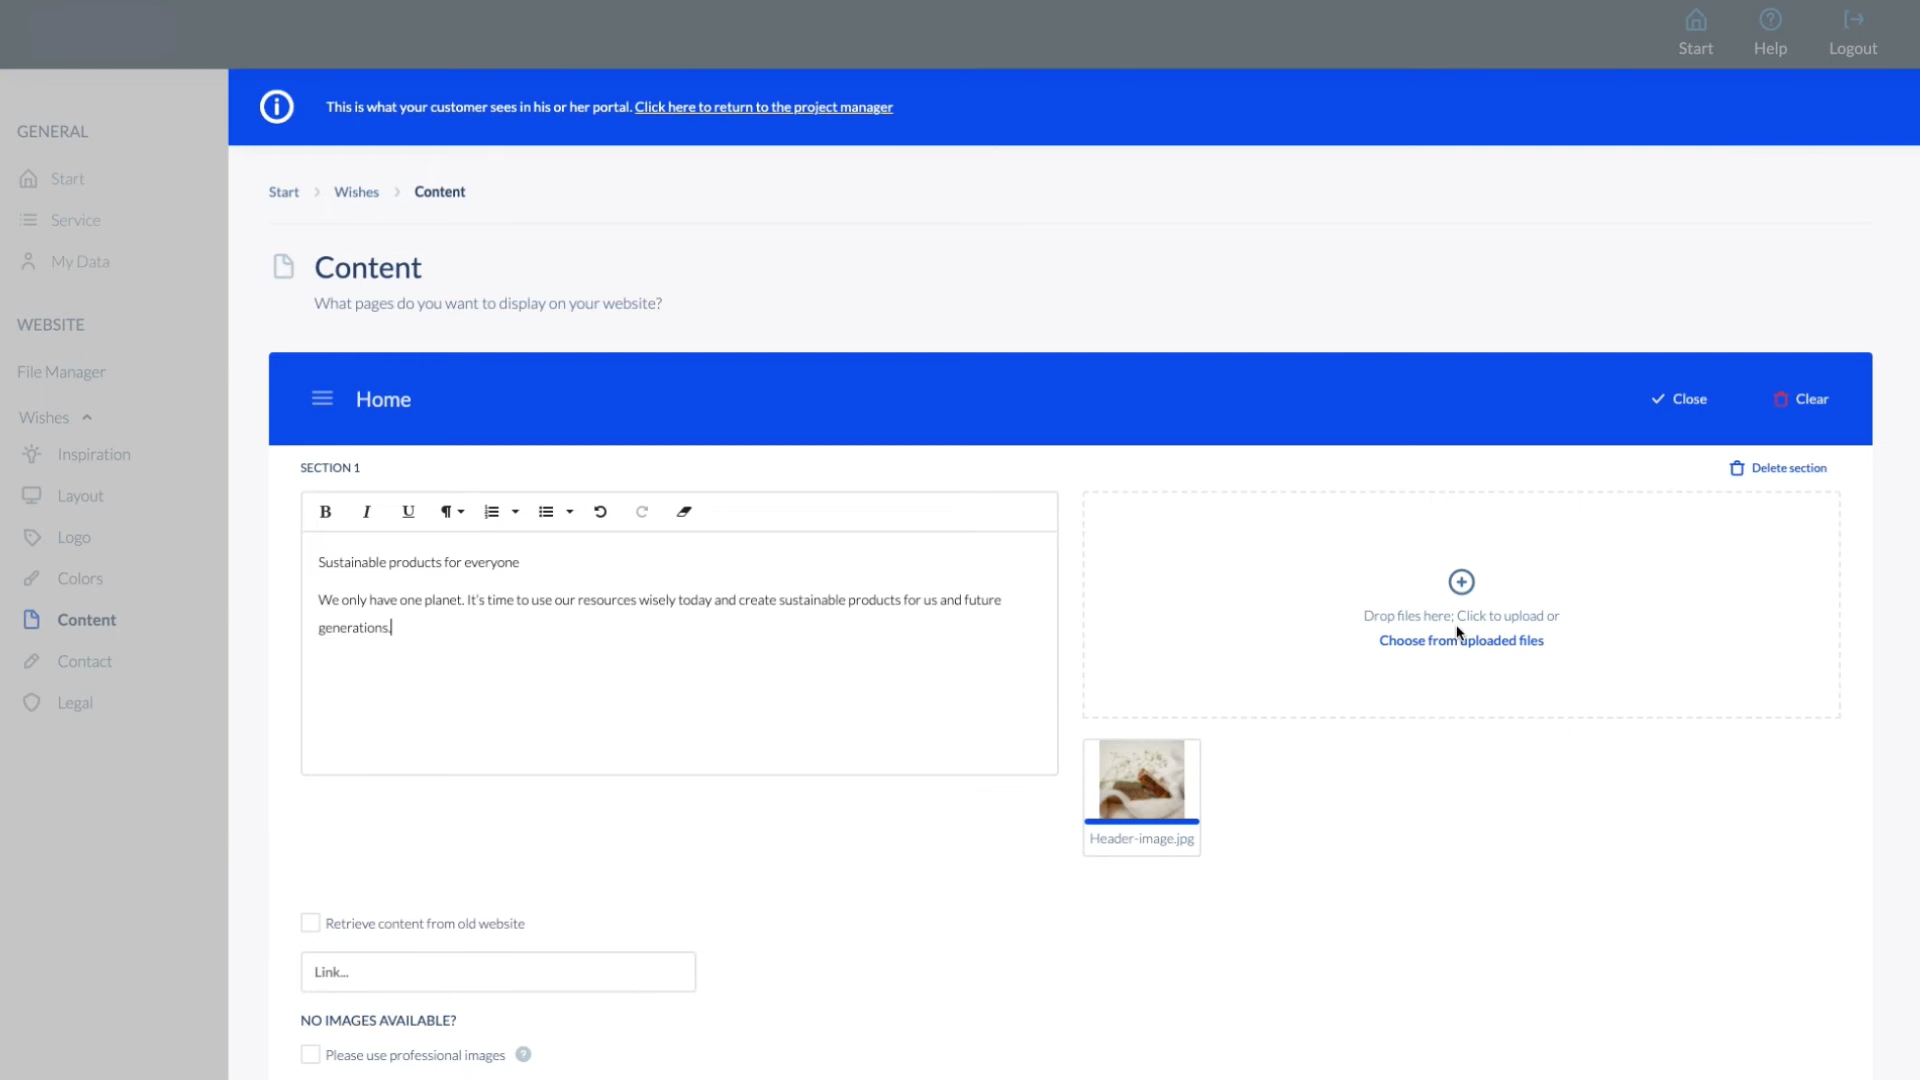 Start
Help
Logout
This is what your customer sees in his or her portal. Click here to return to the project manager
GENERAL
Start
Service
My Data
WEBSITE
File Manager
Wishes
Inspiration
Layout
Logo
Colors
Content
Contact
Legal
Start > Wishes > Content
Content
What pages do you want to display on your website?
Home
Close
Clear
SECTION 1
Delete section
B I U ¶
Sustainable products for everyone
We only have one planet. It's time to use our resources wisely today and create sustainable products for us and future
generations.
Drop files here; Click to upload or
Choose from uploaded files
Header-image.jpg
Retrieve content from old website
Link...
NO IMAGES AVAILABLE?
Please use professional images ?